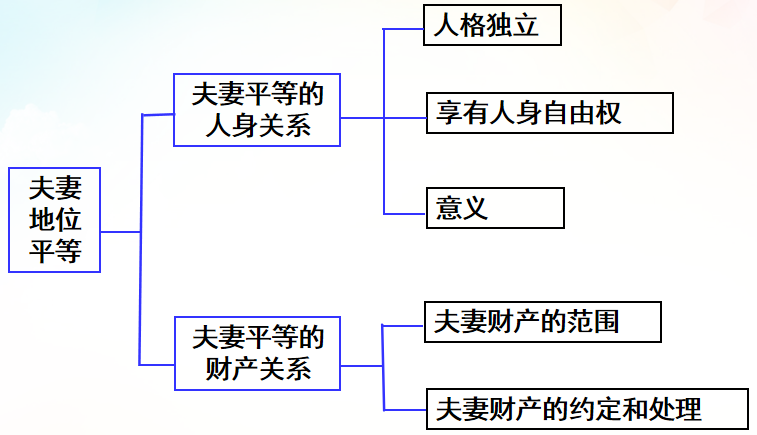 夫妻
地位
平等
夫妻平等的
人身关系
人格独立
享有人身自由权
意义
夫妻平等的
财产关系
夫妻财产的范围
夫妻财产的约定和处理